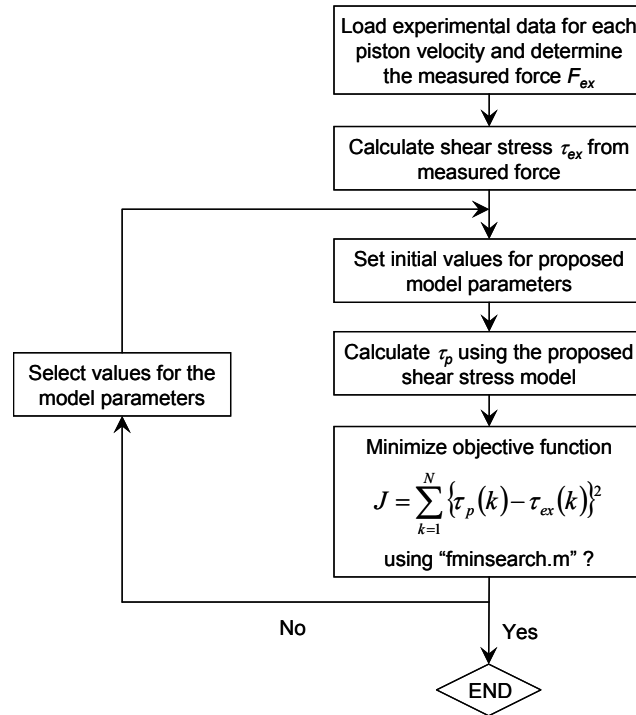 Load experimental data for each
piston velocity and determine
the measured force F_ex
Calculate shear stress τ_ex from
measured force
Set initial values for proposed
model parameters
Calculate τ_p using the proposed
shear stress model
Select values for the
model parameters
Minimize objective function
J = \sum_{k=1}^{N} {τ_p(k) − τ_ex(k)}^2
using “fminsearch.m” ?
No
Yes
END